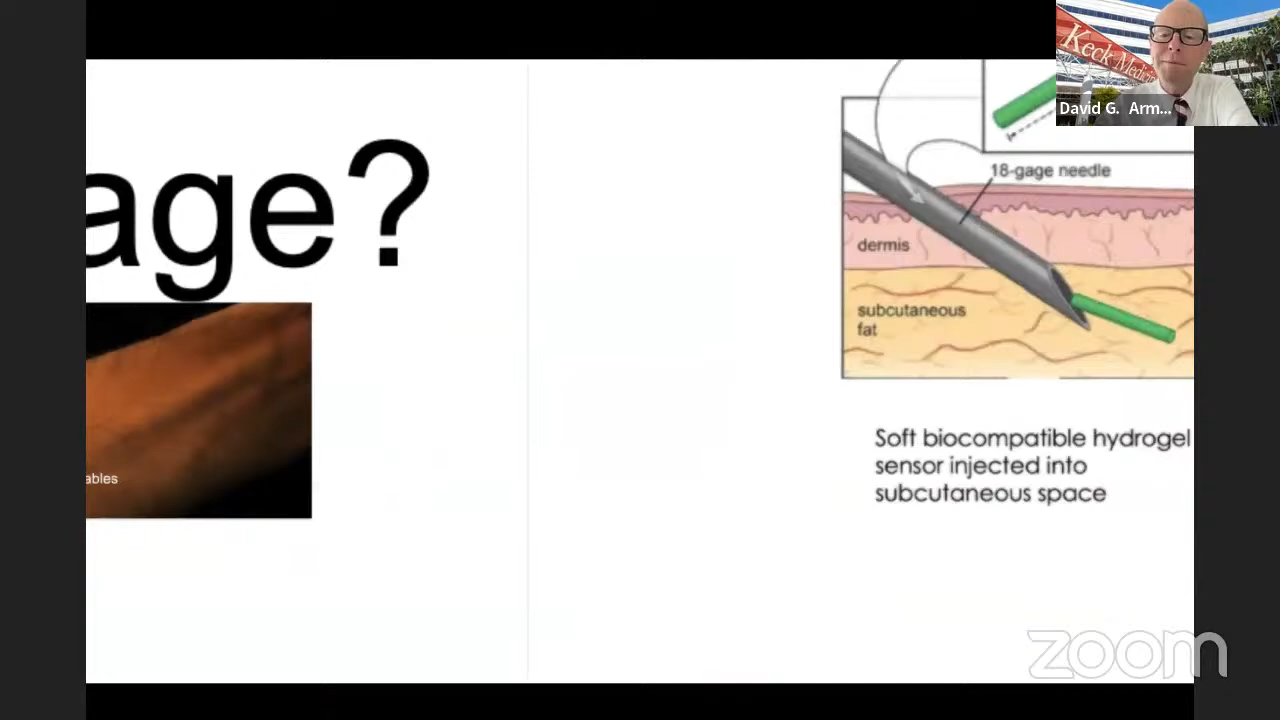 Keck Medicin
David G. Arm...
age?
18-gage needle
dermis
subcutaneous
fat
ables
Soft biocompatible hydrogel
sensor injected into
subcutaneous space
zoom